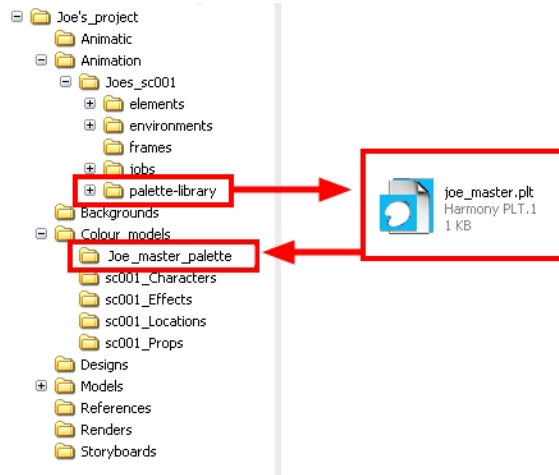 Joe's_project
Animatic
Animation
Joes_sc001
elements
environments
frames
jobs
palette-library
Backgrounds
Colour_models
Joe_master_palette
sc001_Characters
sc001_Effects
sc001_Locations
sc001_Props
Designs
Models
References
Renders
Storyboards
joe_master.plt
Harmony PLT.1
1 KB